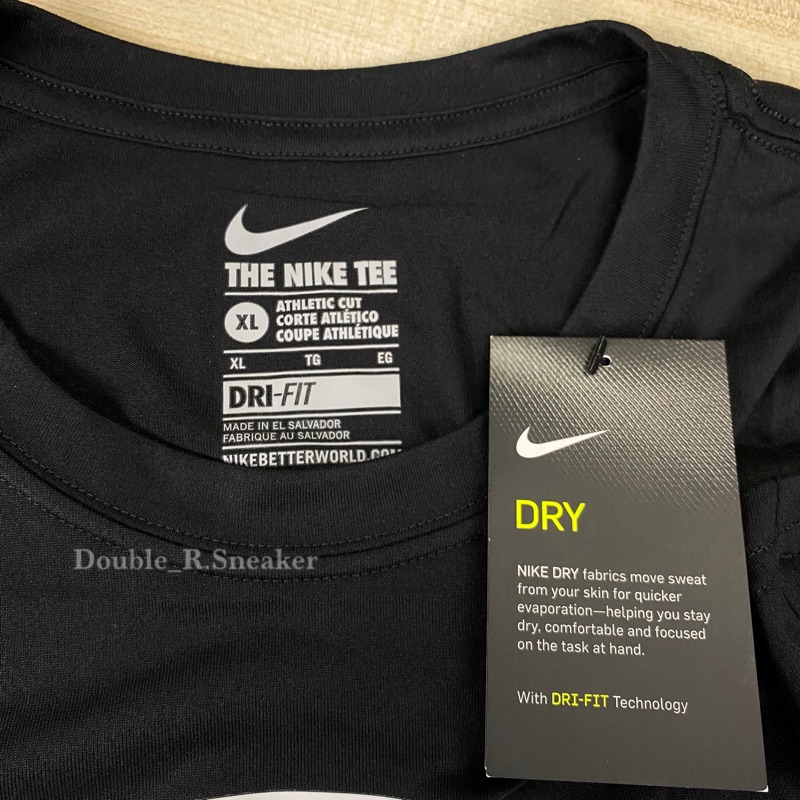 THE NIKE TEE
XL
ATHLETIC CUT
CORTE ATLÉTICO
COUPE ATHLÉTIQUE
XL TG EG
DRI-FIT
MADE IN EL SALVADOR
FABRIQUE AU SALVADOR
NIKEBETTERWORLD.COM
Double_R.Sneaker
DRY
NIKE DRY fabrics move sweat
from your skin for quicker
evaporation—helping you stay
dry, comfortable and focused
on the task at hand.
With DRI-FIT Technology